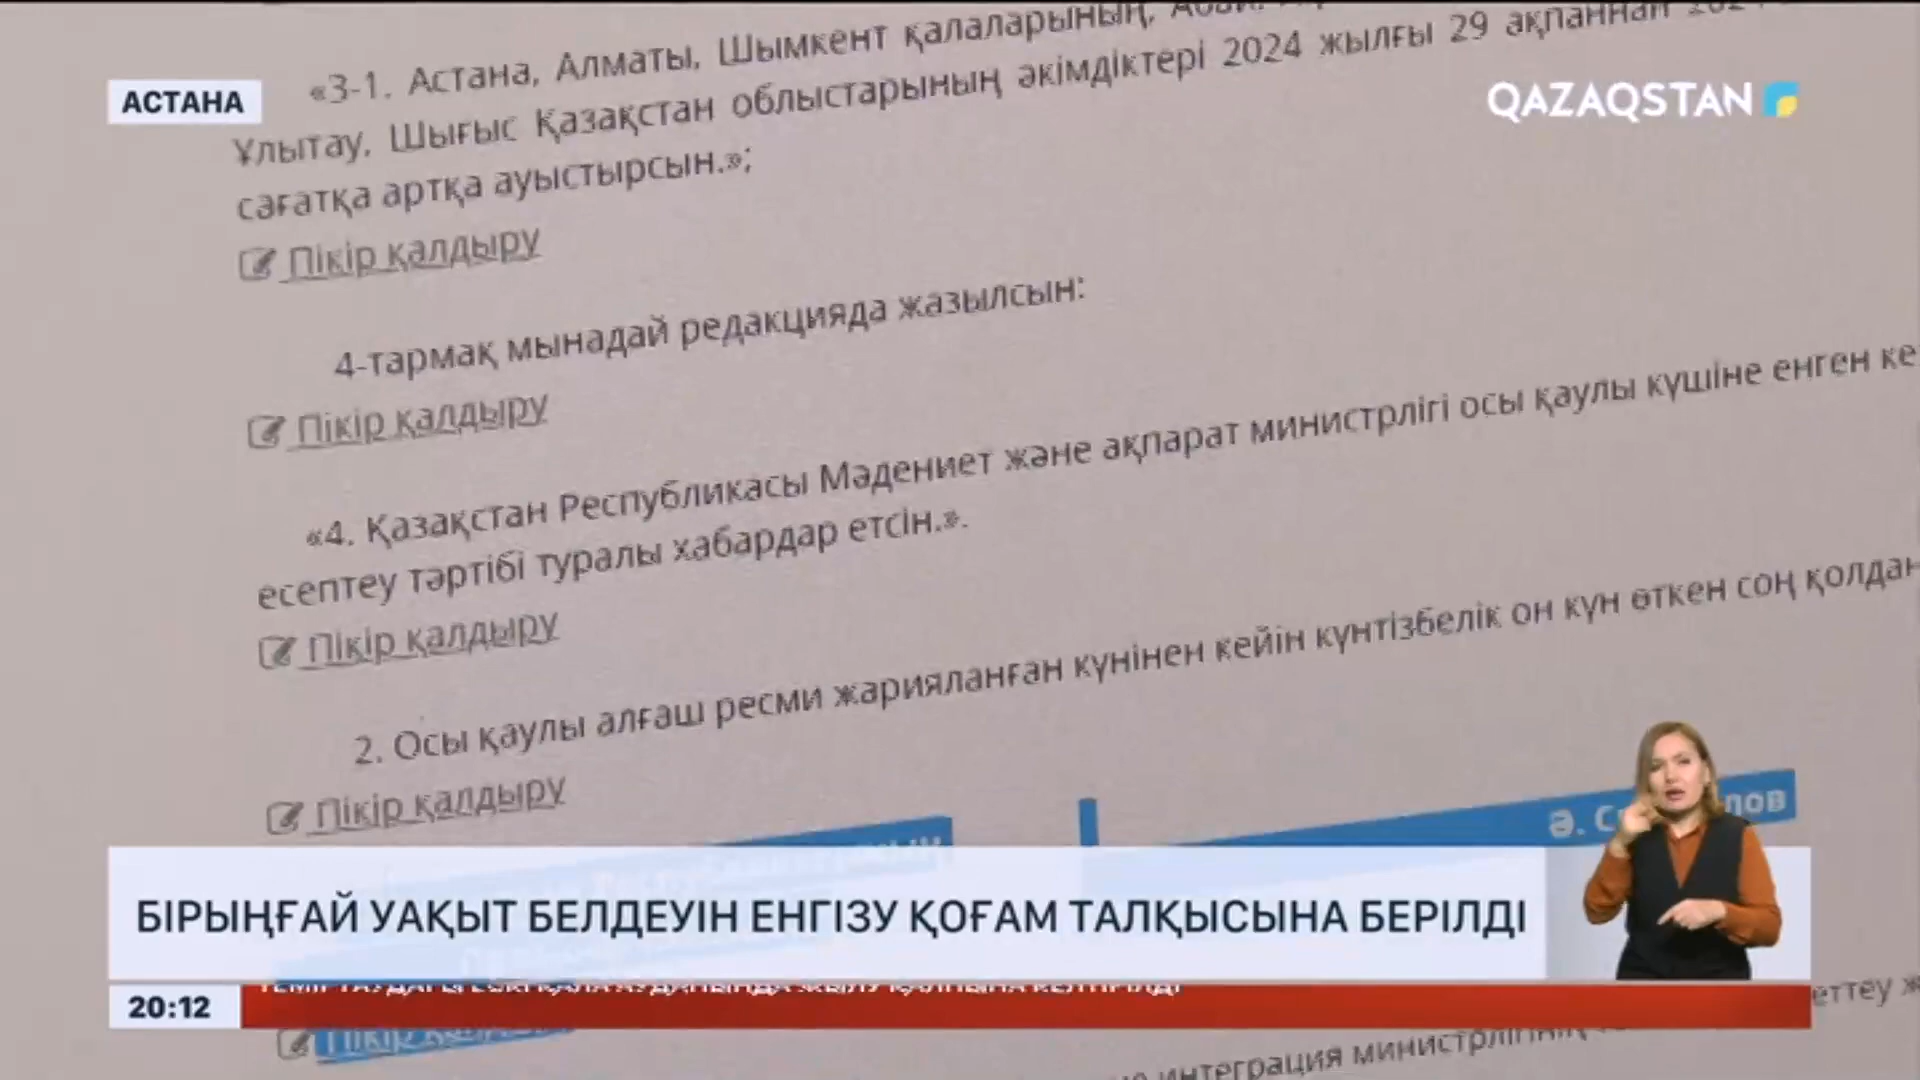 «3-1. Астана, Алматы, Шымкент қалаларының,
АСТАНА
QAZAQSTAN
Ұлытау, Шығыс Қазақстан облыстарының әкімдіктері 2024 жылғы 29 ақпаннан
сағатқа артқа ауыстырсын.»;
Пікір қалдыру
4-тармақ мынадай редакцияда жазылсын:
Пікір қалдыру
«4. Қазақстан Республикасы Мәдениет және ақпарат министрлігі осы қаулы күшіне енген
есептеу тәртібі туралы хабардар етсін.».
Пікір қалдыру
2. Осы қаулы алғаш ресми жарияланған күнінен кейін күнтізбелік он күн өткен соң
Пікір қалдыру
БІРЫҢҒАЙ УАҚЫТ БЕЛДЕУІН ЕНГІЗУ ҚОҒАМ ТАЛҚЫСЫНА БЕРІЛДІ
20:12
интеграция